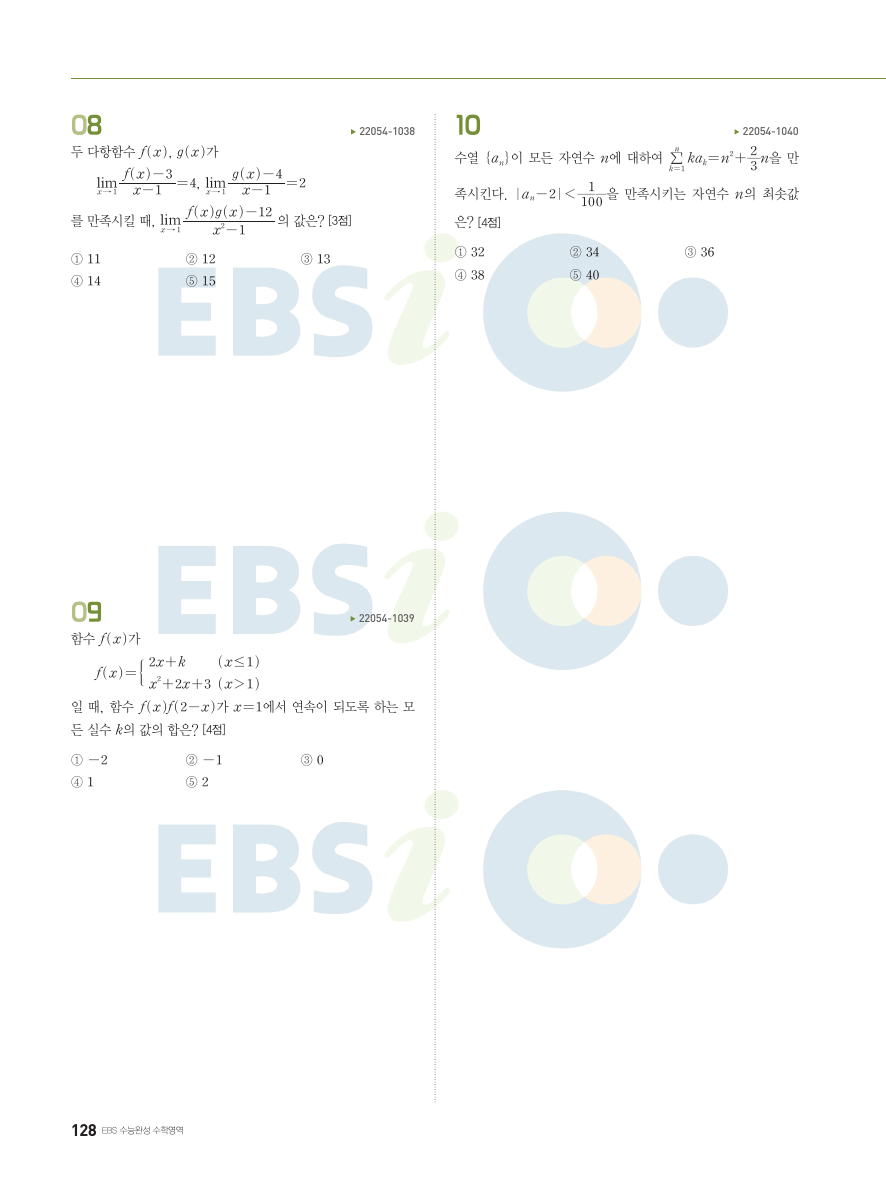 08
▶ 22054-1038
두 다항함수 f(x), g(x)가
lim_{x→1} \frac{f(x)-3}{x-1}=4, lim_{x→1} \frac{g(x)-4}{x-1}=2
를 만족시킬 때, lim_{x→1} \frac{f(x)g(x)-12}{x^2-1}의 값은? [3점]
① 11 ② 12 ③ 13
④ 14 ⑤ 15
09
▶ 22054-1039
함수 f(x)가
f(x)={ 2x+k (x≤1)
x^2+2x+3 (x>1)
일 때, 함수 f(x)f(2-x)가 x=1에서 연속이 되도록 하는 모
든 실수 k의 값의 합은? [4점]
① -2 ② -1 ③ 0
④ 1 ⑤ 2
10
▶ 22054-1040
수열 {a_n}이 모든 자연수 n에 대하여 \sum_{k=1}^{n} ka_k=n^2+\frac{2}{3}n을 만
족시킨다. |a_n-2|<\frac{1}{100}을 만족시키는 자연수 n의 최솟값
은? [4점]
① 32 ② 34 ③ 36
④ 38 ⑤ 40
EBSi
EBSi
EBSi
128 EBS 수능완성 수학영역